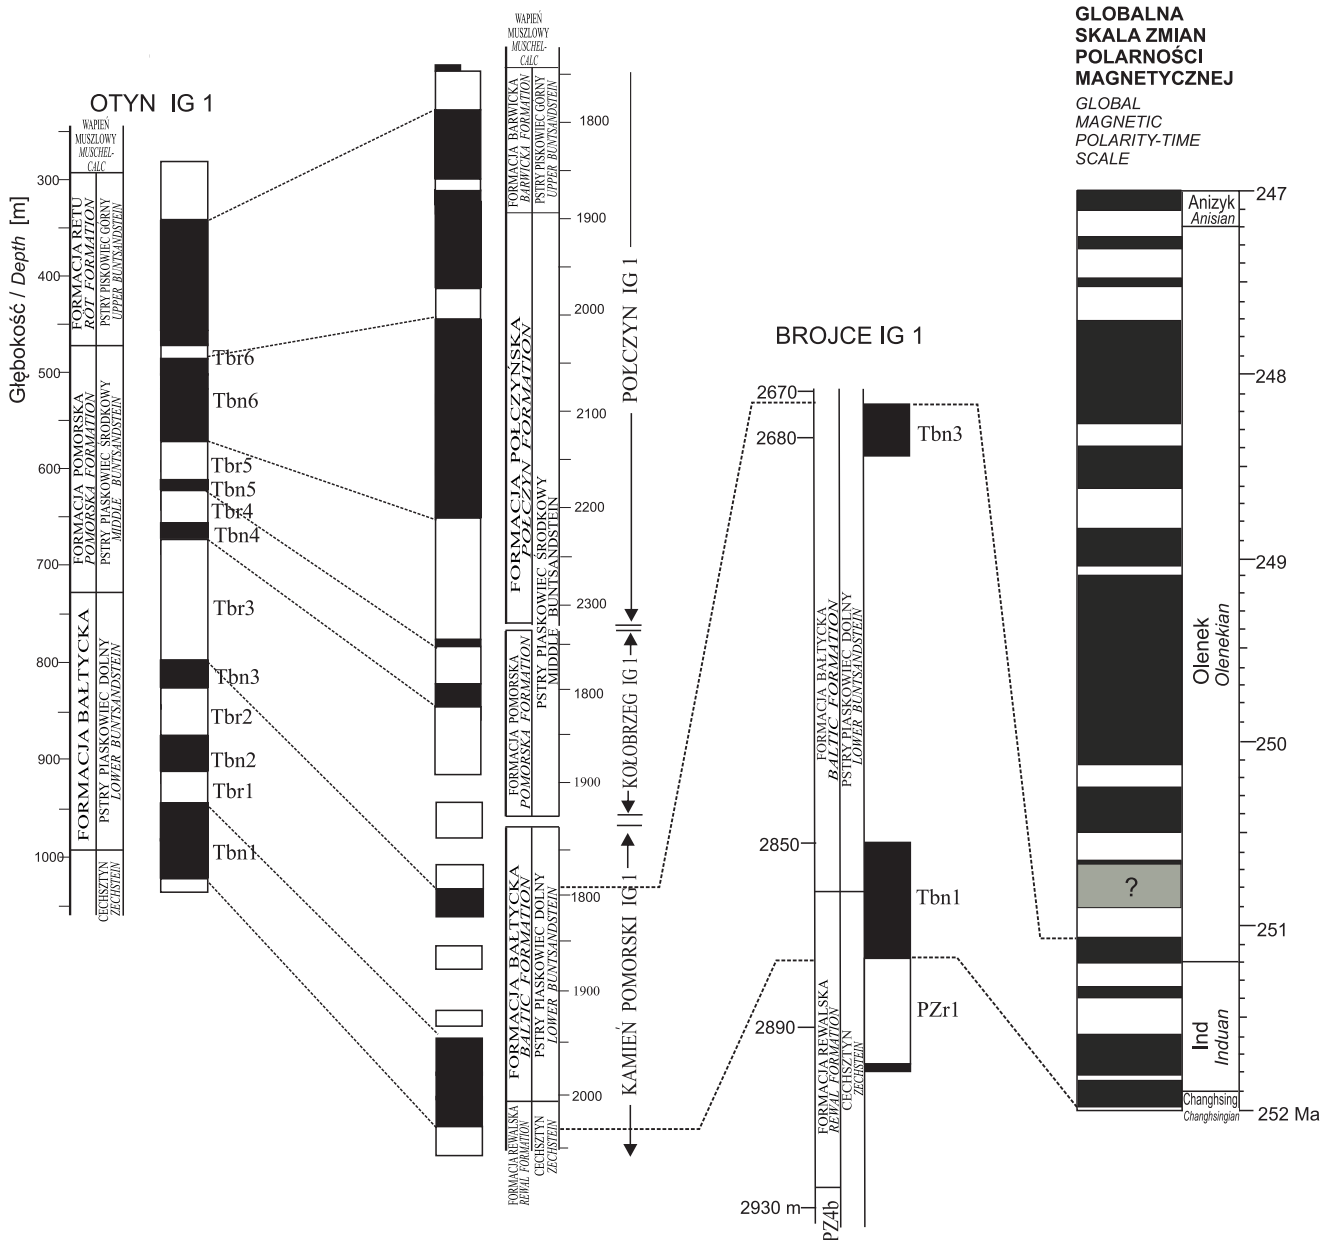 GLOBALNA
SKALA ZMIAN
POLARNOŚCI
MAGNETYCZNEJ
GLOBAL
MAGNETIC
POLARITY-TIME
SCALE
OTYN IG 1
Głębokość / Depth [m]
300
400
500
600
700
800
900
1000
WAPIEŃ
MUSZLOWY
MUSCHEL-
CALC
FORMACJA RETU
RÖT FORMATION
PSTRY PISKOWIEC GÓRNY
UPPER BUNTSANDSTEIN
FORMACJA POMORSKA
POMORSKA FORMATION
PSTRY PIASKOWIEC ŚRODKOWY
MIDDLE BUNTSANDSTEIN
FORMACJA BAŁTYCKA
PSTRY PIASKOWIEC DOLNY
LOWER BUNTSANDSTEIN
CECHSZTYN
ZECHSTEIN
Tbr6
Tbn6
Tbr5
Tbn5
Tbr4
Tbn4
Tbr3
Tbn3
Tbr2
Tbn2
Tbr1
Tbn1
WAPIEŃ
MUSZLOWY
MUSCHEL-
CALC
FORMACJA BARWICKA
BARWICKA FORMATION
PSTRY PISKOWIEC GÓRNY
UPPER BUNTSANDSTEIN
FORMACJA POŁCZYŃSKA
POŁCZYN FORMATION
PSTRY PIASKOWIEC ŚRODKOWY
MIDDLE BUNTSANDSTEIN
FORMACJA POMORSKA
POMORSKA FORMATION
FORMACJA BAŁTYCKA
BALTIC FORMATION
PSTRY PIASKOWIEC DOLNY
LOWER BUNTSANDSTEIN
FORMACJA REWALSKA
REWAL FORMATION
CECHSZTYN
ZECHSTEIN
1800
1900
2000
2100
2200
2300
1800
1900
1800
1900
2000
POŁCZYN IG 1
KOŁOBRZEG IG 1
KAMIEŃ POMORSKI IG 1
BROJCE IG 1
2670
2680
2850
2890
2930 m
FORMACJA BAŁTYCKA
BALTIC FORMATION
PSTRY PIASKOWIEC DOLNY
LOWER BUNTSANDSTEIN
FORMACJA REWALSKA
REWAL FORMATION
CECHSZTYN
ZECHSTEIN
PZ4b
Tbn3
Tbn1
PZr1
?
Anizyk
Anisian
Olenek
Olenekian
Ind
Induan
Changhsing
Changhsingian
247
248
249
250
251
252 Ma